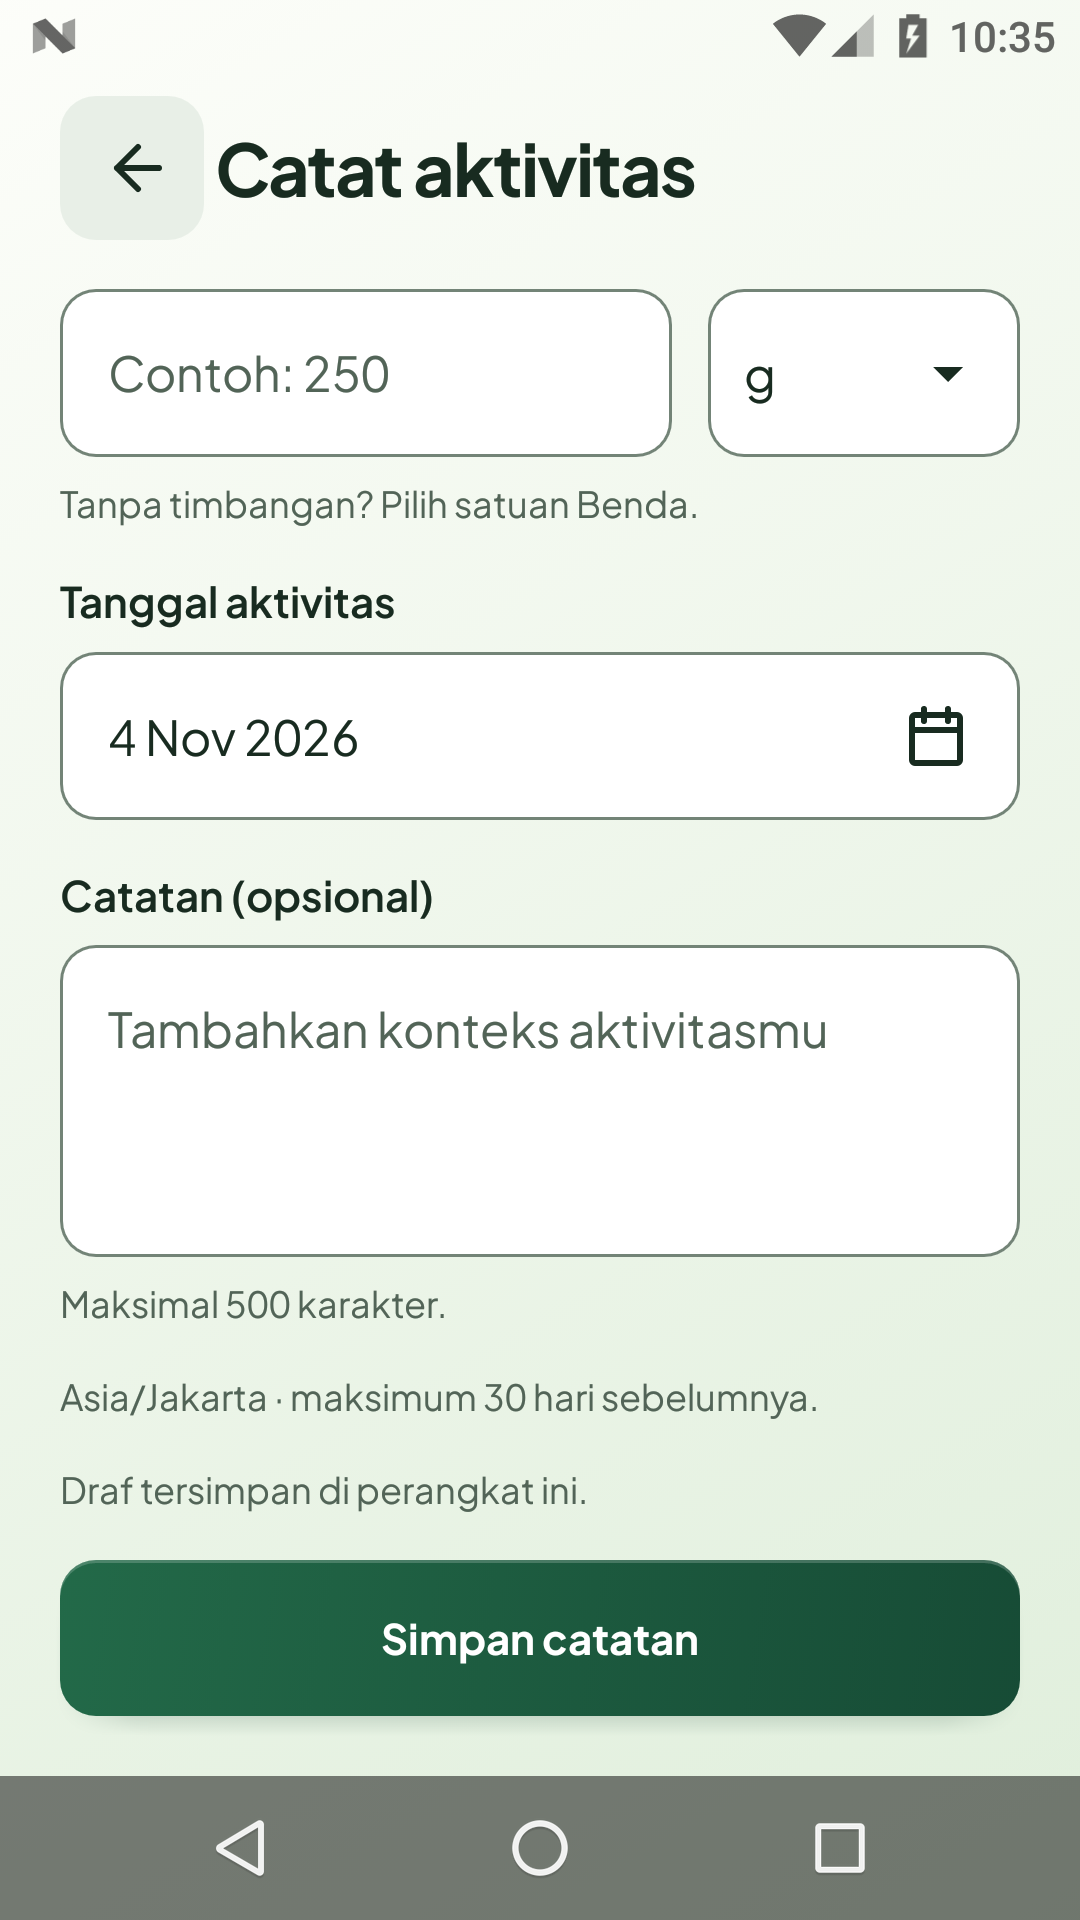 10:35
Catat aktivitas
Contoh: 250
g
Tanpa timbangan? Pilih satuan Benda.
Tanggal aktivitas
4 Nov 2026
Catatan (opsional)
Tambahkan konteks aktivitasmu
Maksimal 500 karakter.
Asia/Jakarta · maksimum 30 hari sebelumnya.
Draf tersimpan di perangkat ini.
Simpan catatan